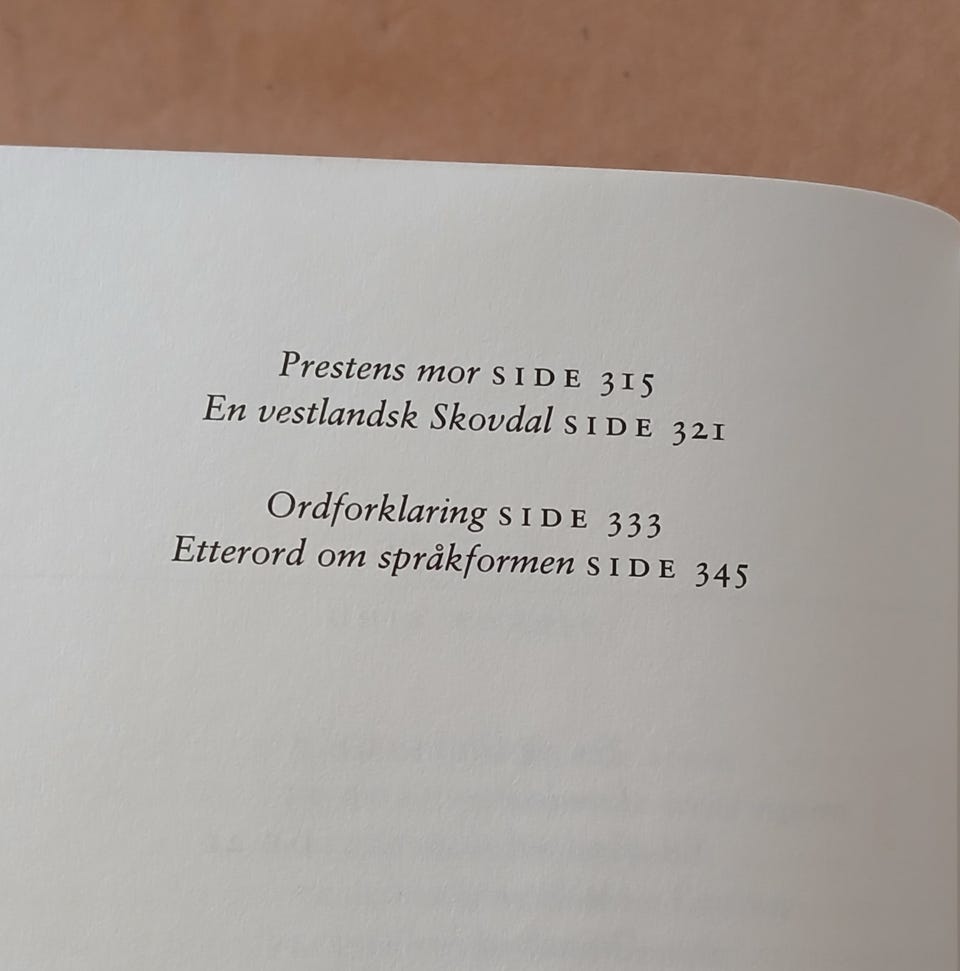 Prestens mor SIDE 315
En vestlandsk Skovdal SIDE 321
Ordforklaring SIDE 333
Etterord om språkformen SIDE 345